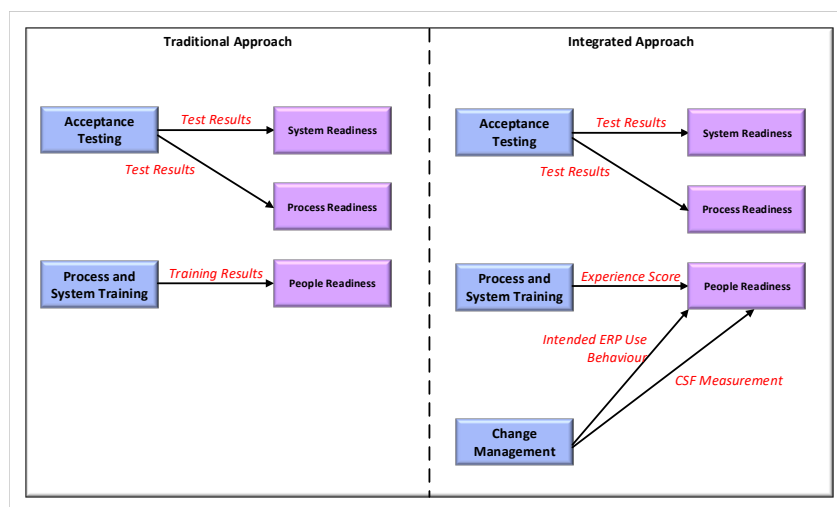 Traditional Approach
Acceptance
Testing
Test Results
System Readiness
Test Results
Process Readiness
Process and
System Training
Training Results
People Readiness
Integrated Approach
Acceptance
Testing
Test Results
System Readiness
Test Results
Process Readiness
Process and
System Training
Experience Score
People Readiness
Intended ERP Use
Behaviour
CSF Measurement
Change
Management